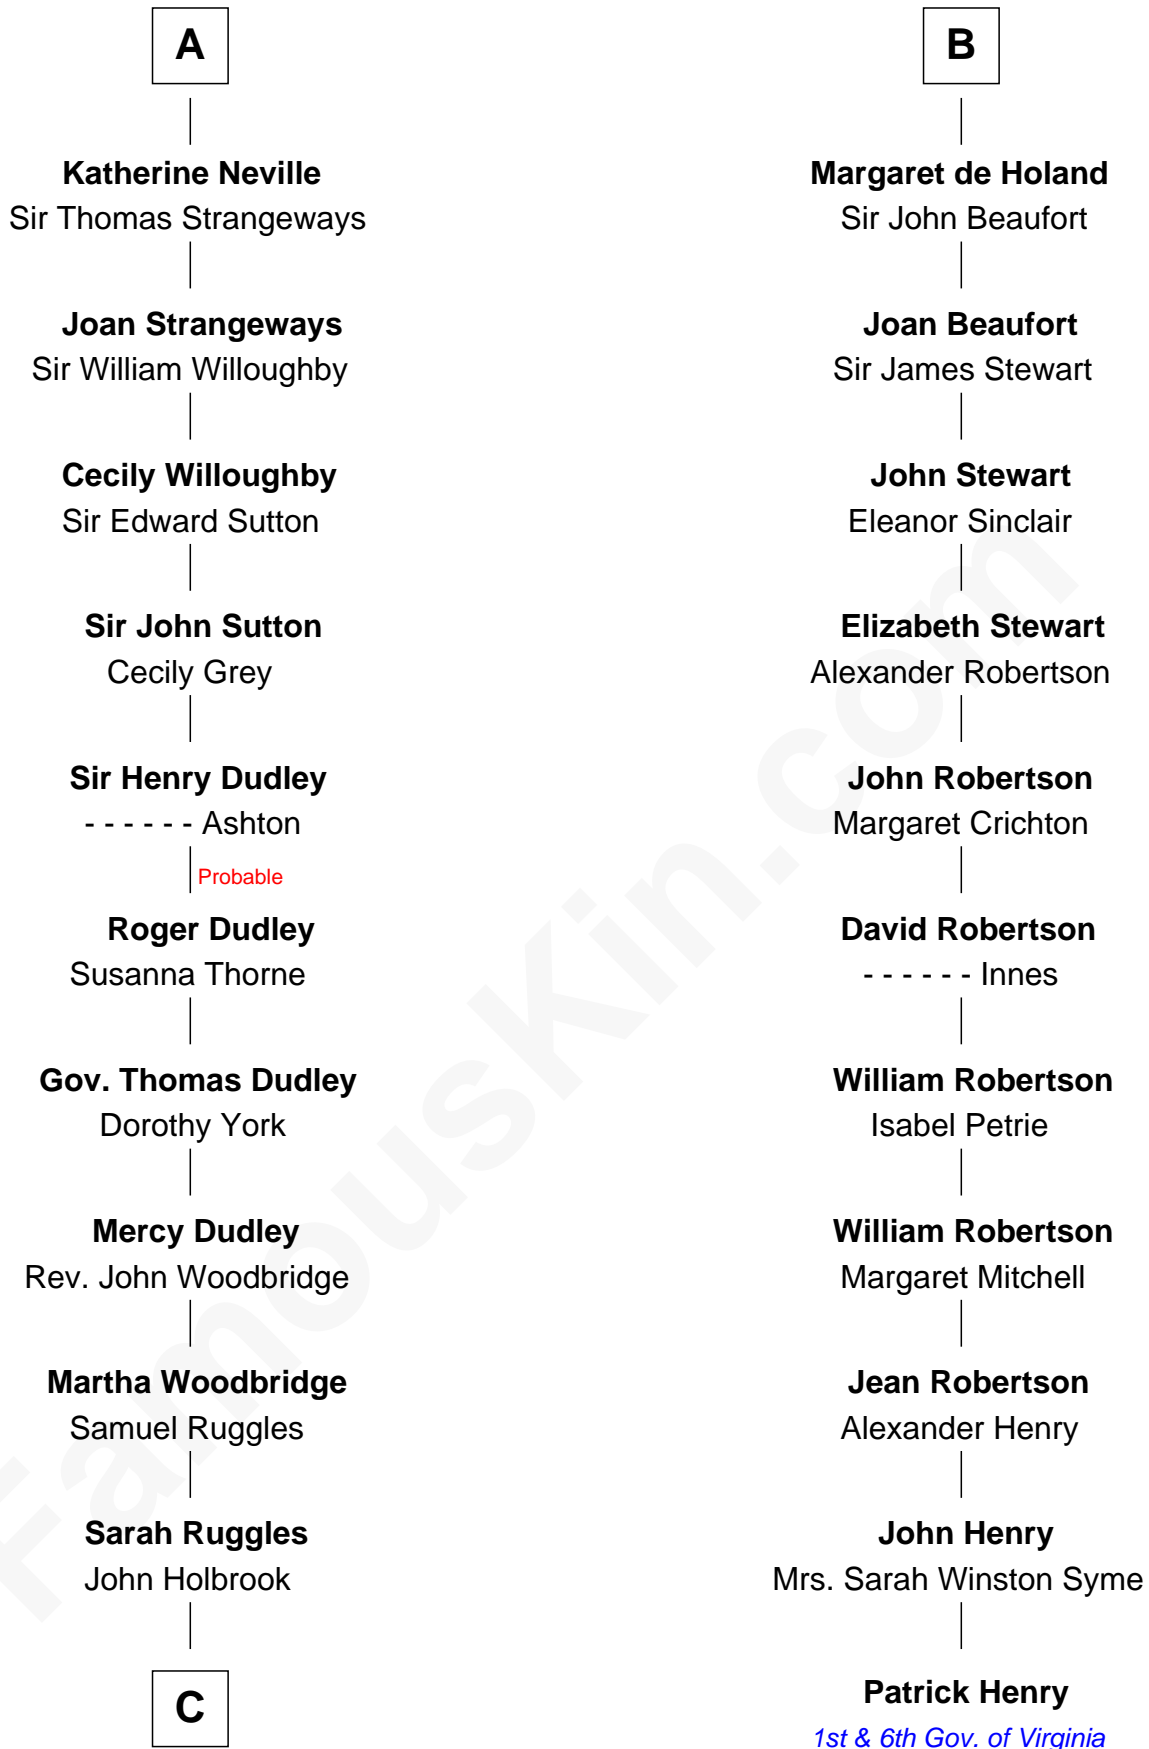 A
Katherine Neville
Sir Thomas Strangeways
Joan Strangeways
Sir William Willoughby
Cecily Willoughby
Sir Edward Sutton
Sir John Sutton
Cecily Grey
Sir Henry Dudley
- - - - - - Ashton
Probable
Roger Dudley
Susanna Thorne
Gov. Thomas Dudley
Dorothy York
Mercy Dudley
Rev. John Woodbridge
Martha Woodbridge
Samuel Ruggles
Sarah Ruggles
John Holbrook
C
B
Margaret de Holand
Sir John Beaufort
Joan Beaufort
Sir James Stewart
John Stewart
Eleanor Sinclair
Elizabeth Stewart
Alexander Robertson
John Robertson
Margaret Crichton
David Robertson
- - - - - - Innes
William Robertson
Isabel Petrie
William Robertson
Margaret Mitchell
Jean Robertson
Alexander Henry
John Henry
Mrs. Sarah Winston Syme
Patrick Henry
1st & 6th Gov. of Virginia
FamousKin.com